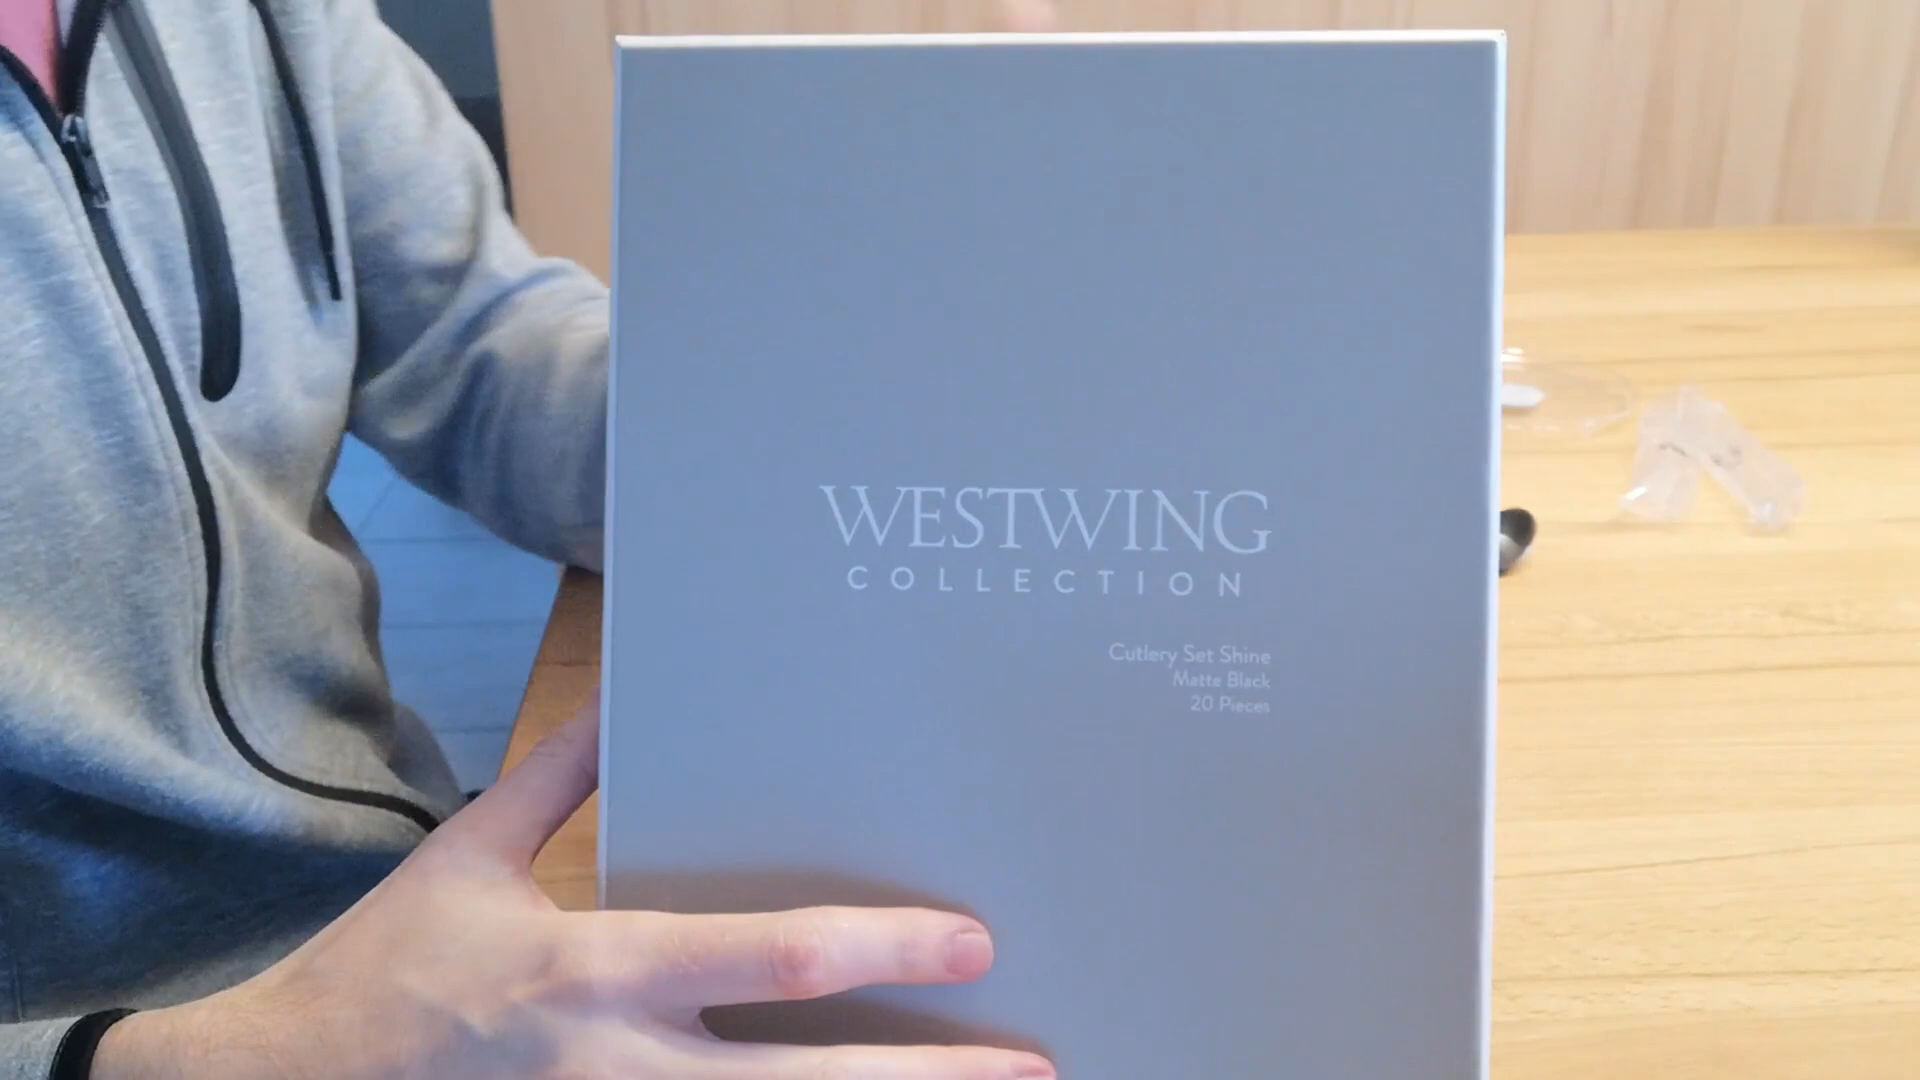 WESTWING
COLLECTION
Cutlery Set Shine
Matte Black
20 Pieces